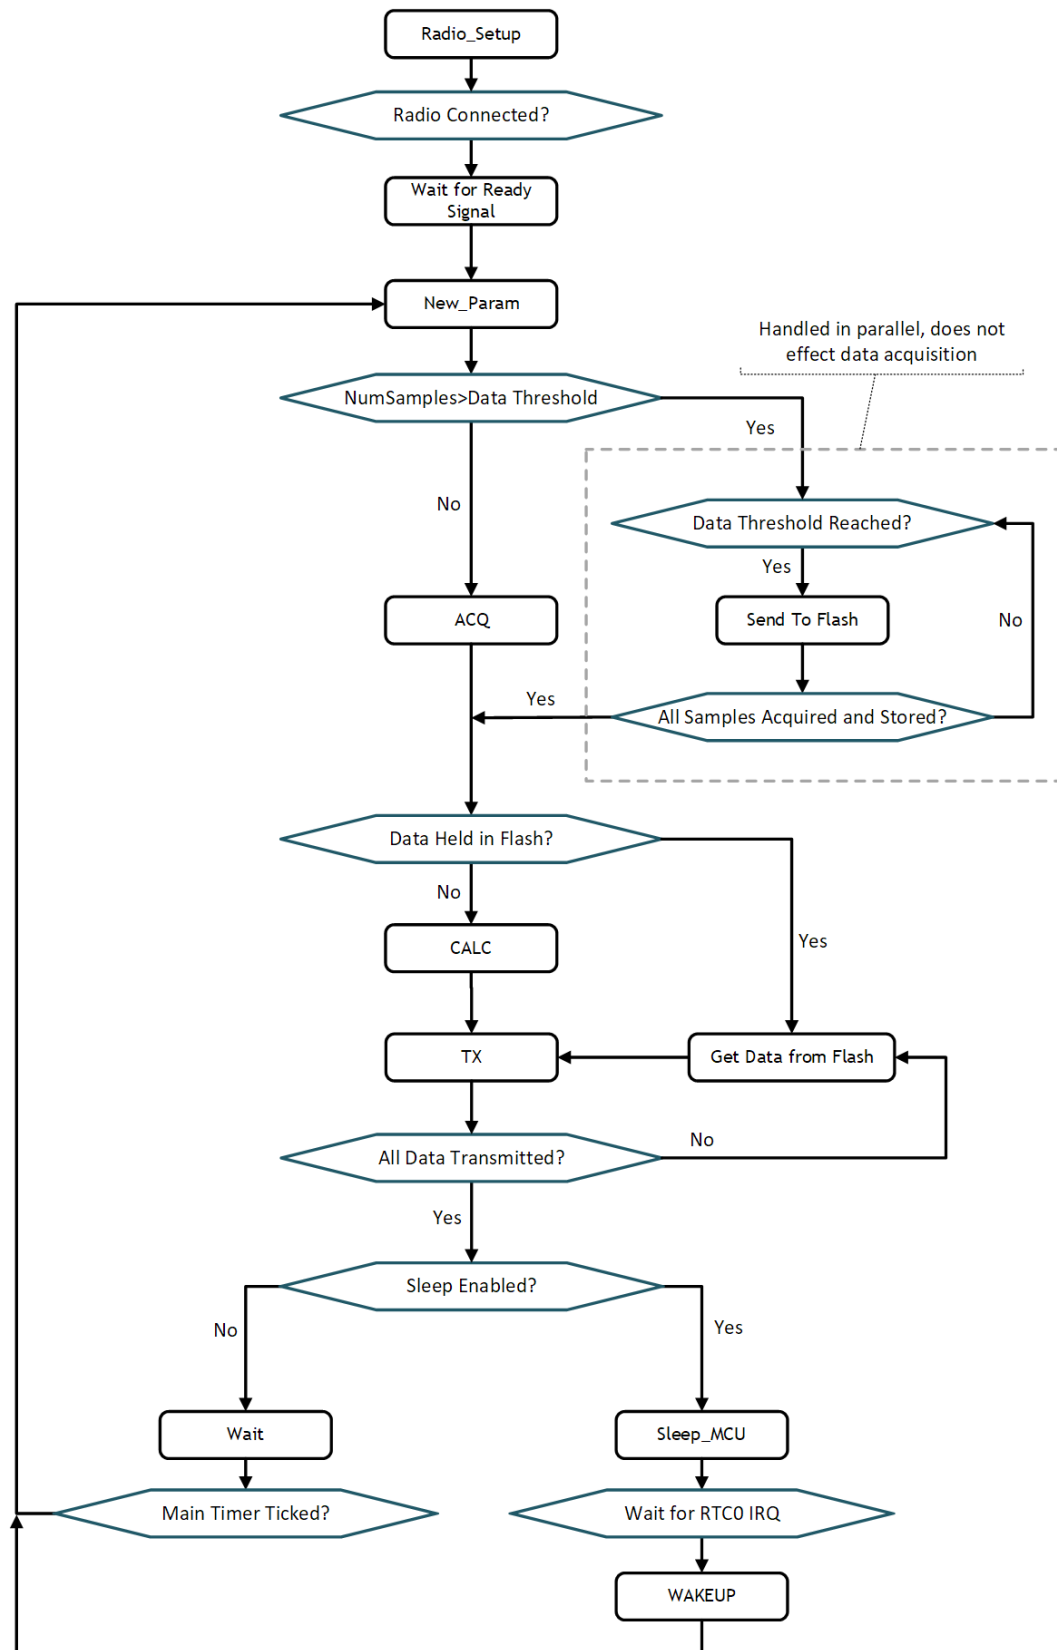 Radio_Setup
Radio Connected?
Wait for Ready
Signal
New_Param
Handled in parallel, does not
effect data acquisition
NumSamples>Data Threshold
Yes
No
Data Threshold Reached?
Yes
ACQ
Send To Flash
No
Yes
All Samples Acquired and Stored?
Data Held in Flash?
No
CALC
Yes
TX
Get Data from Flash
No
All Data Transmitted?
Yes
Sleep Enabled?
No
Yes
Wait
Sleep_MCU
Main Timer Ticked?
Wait for RTC0 IRQ
WAKEUP